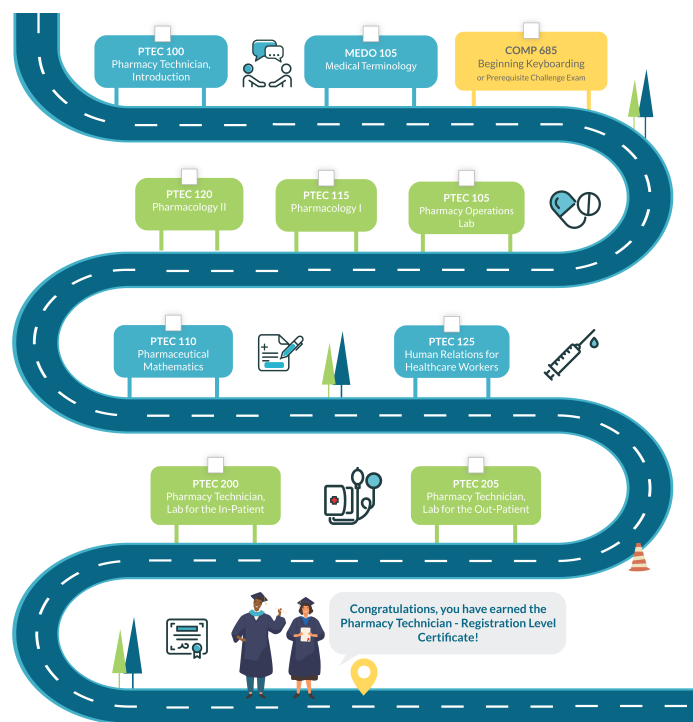 PTEC 100
Pharmacy Technician,
Introduction
MEDO 105
Medical Terminology
COMP 685
Beginning Keyboarding
or Prerequisite Challenge Exam
PTEC 120
Pharmacology II
PTEC 115
Pharmacology I
PTEC 105
Pharmacy Operations
Lab
PTEC 110
Pharmaceutical
Mathematics
PTEC 125
Human Relations for
Healthcare Workers
PTEC 200
Pharmacy Technician,
Lab for the In-Patient
PTEC 205
Pharmacy Technician,
Lab for the Out-Patient
Congratulations, you have earned the
Pharmacy Technician - Registration Level
Certificate!